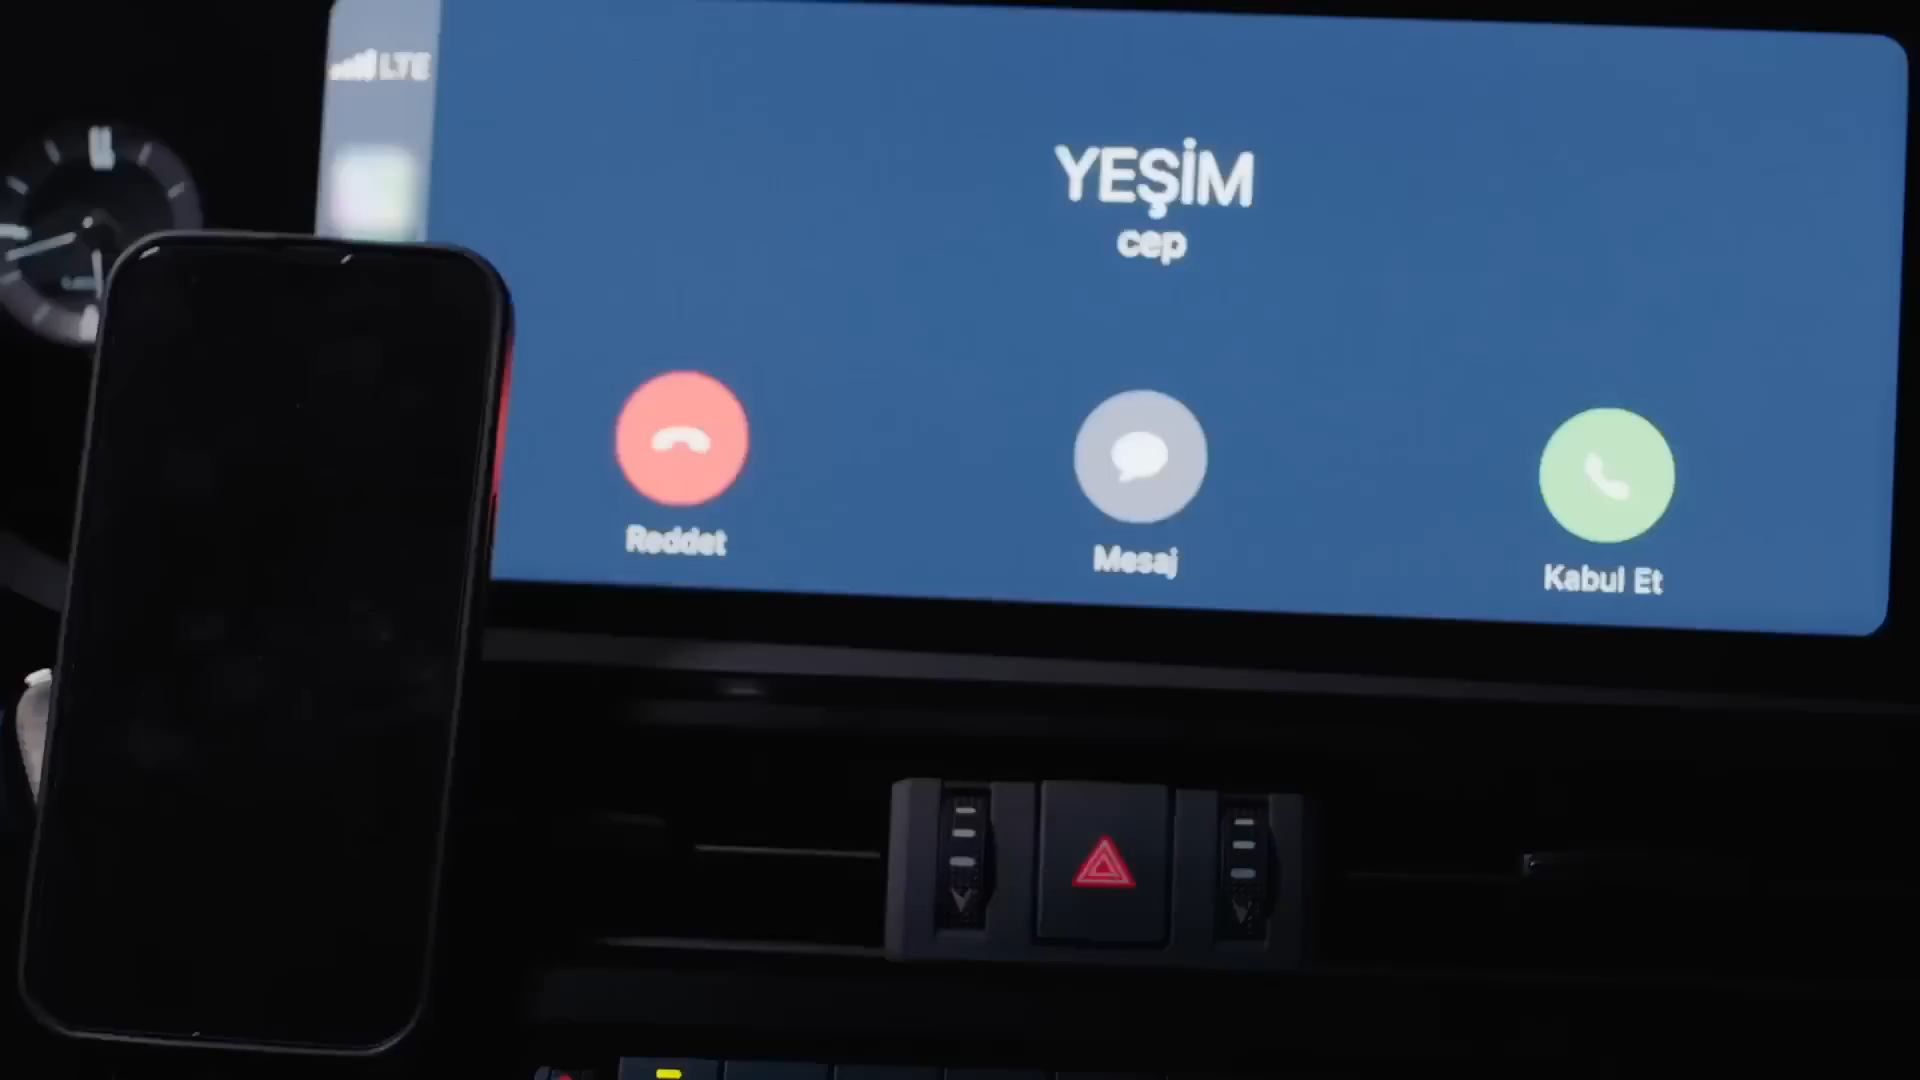 LTE
YEŞİM
cep
Reddet
Mesaj
Kabul Et